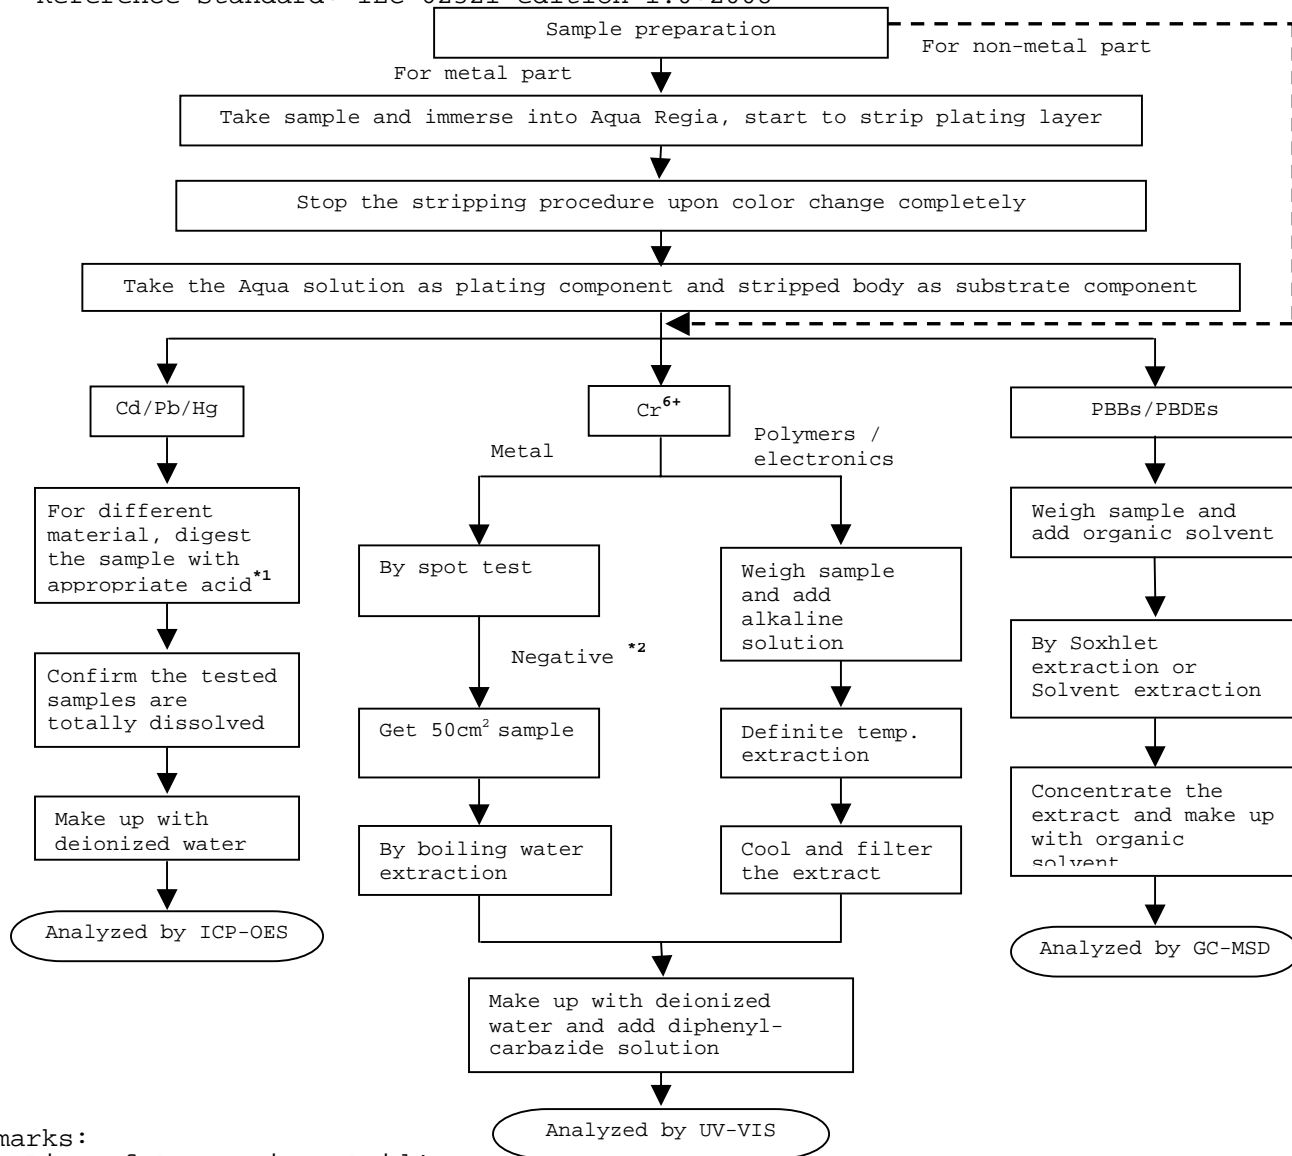 Sample preparation
For non-metal part
For metal part
Take sample and immerse into Aqua Regia, start to strip plating layer
Stop the stripping procedure upon color change completely
Take the Aqua solution as plating component and stripped body as substrate component
Cd/Pb/Hg
For different
material, digest
the sample with
appropriate acid*1
Confirm the tested
samples are
totally dissolved
Make up with
deionized water
Analyzed by ICP-OES
Cr6+
Metal
By spot test
Negative *2
Get 50cm2 sample
By boiling water
extraction
Polymers /
electronics
Weigh sample
and add
alkaline
solution
Definite temp.
extraction
Cool and filter
the extract
Make up with deionized
water and add diphenyl-
carbazide solution
Analyzed by UV-VIS
PBBs/PBDEs
Weigh sample and
add organic solvent
By Soxhlet
extraction or
Solvent extraction
Concentrate the
extract and make up
with organic
solvent
Analyzed by GC-MSD
marks: